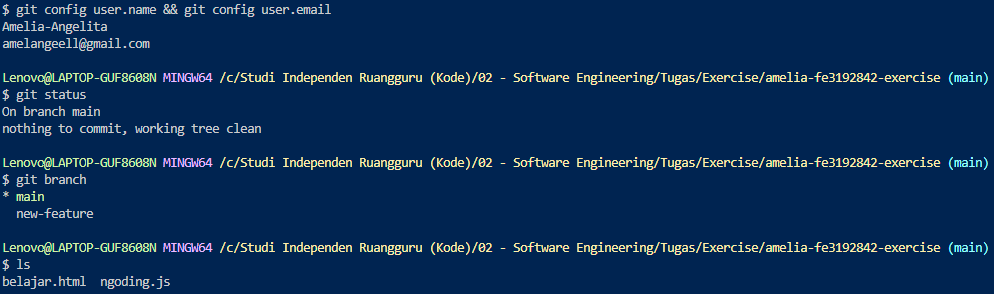 $ git config user.name && git config user.email
Amelia-Angelita
amelangeell@gmail.com
Lenovo@LAPTOP-GUF8608N MINGW64 /c/Studi Independen Ruangguru (Kode)/02 - Software Engineering/Tugas/Exercise/amelia-fe3192842-exercise (main)
$ git status
On branch main
nothing to commit, working tree clean
Lenovo@LAPTOP-GUF8608N MINGW64 /c/Studi Independen Ruangguru (Kode)/02 - Software Engineering/Tugas/Exercise/amelia-fe3192842-exercise (main)
$ git branch
* main
new-feature
Lenovo@LAPTOP-GUF8608N MINGW64 /c/Studi Independen Ruangguru (Kode)/02 - Software Engineering/Tugas/Exercise/amelia-fe3192842-exercise (main)
$ ls
belajar.html  ngoding.js